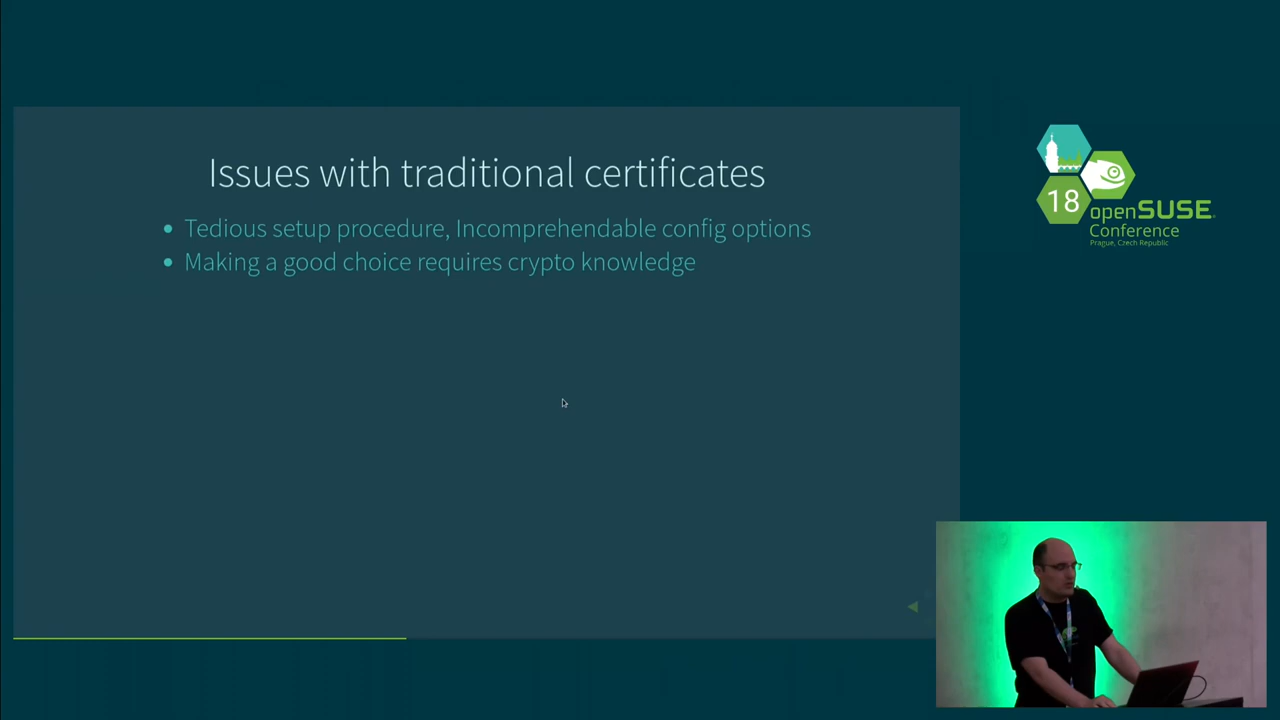 Issues with traditional certificates
Tedious setup procedure, Incomprehendable config options
Making a good choice requires crypto knowledge
18
openSUSE
Conference
Prague, Czech Republic